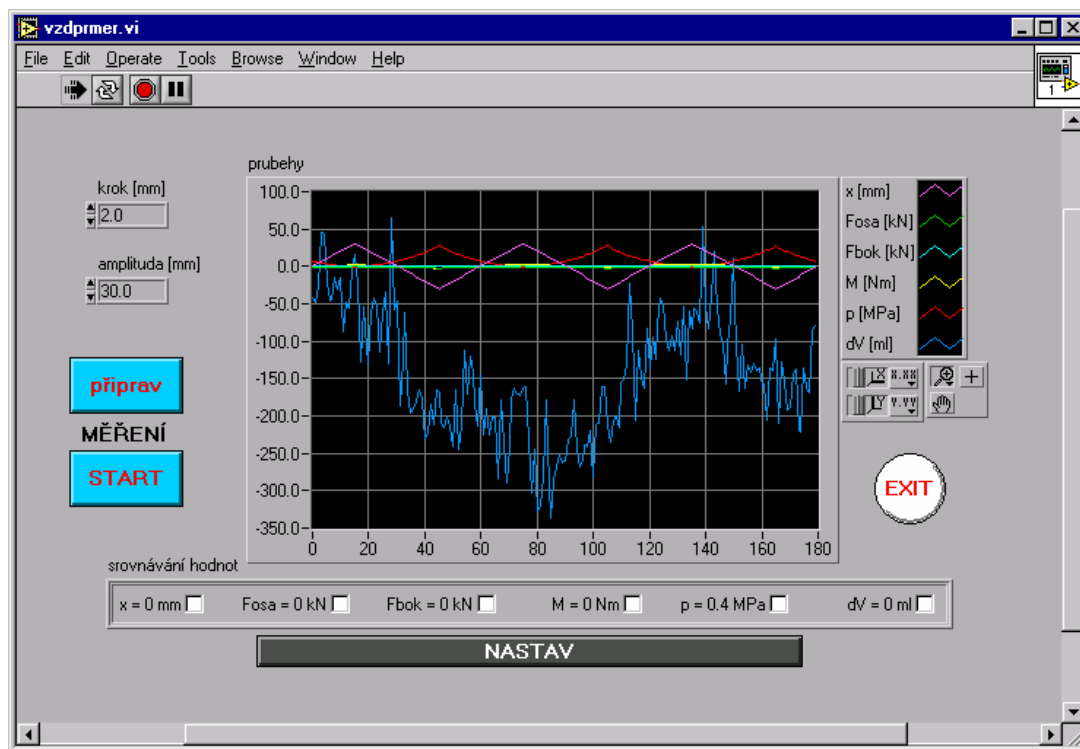 vzdprmer.vi
File Edit Operate Tools Browse Window Help
1
prubehy
krok [mm]
2.0
amplituda [mm]
30.0
připrav
MĚŘENÍ
START
100.0
50.0
0.0
-50.0
-100.0
-150.0
-200.0
-250.0
-300.0
-350.0
0 20 40 60 80 100 120 140 160 180
x [mm]
Fosa [kN]
Fbok [kN]
M [Nm]
p [MPa]
dV [ml]
X 8.88
Y Y.YY
EXIT
srovnávání hodnot
x = 0 mm Fosa = 0 kN Fbok = 0 kN M = 0 Nm p = 0.4 MPa dV = 0 ml
NASTAV